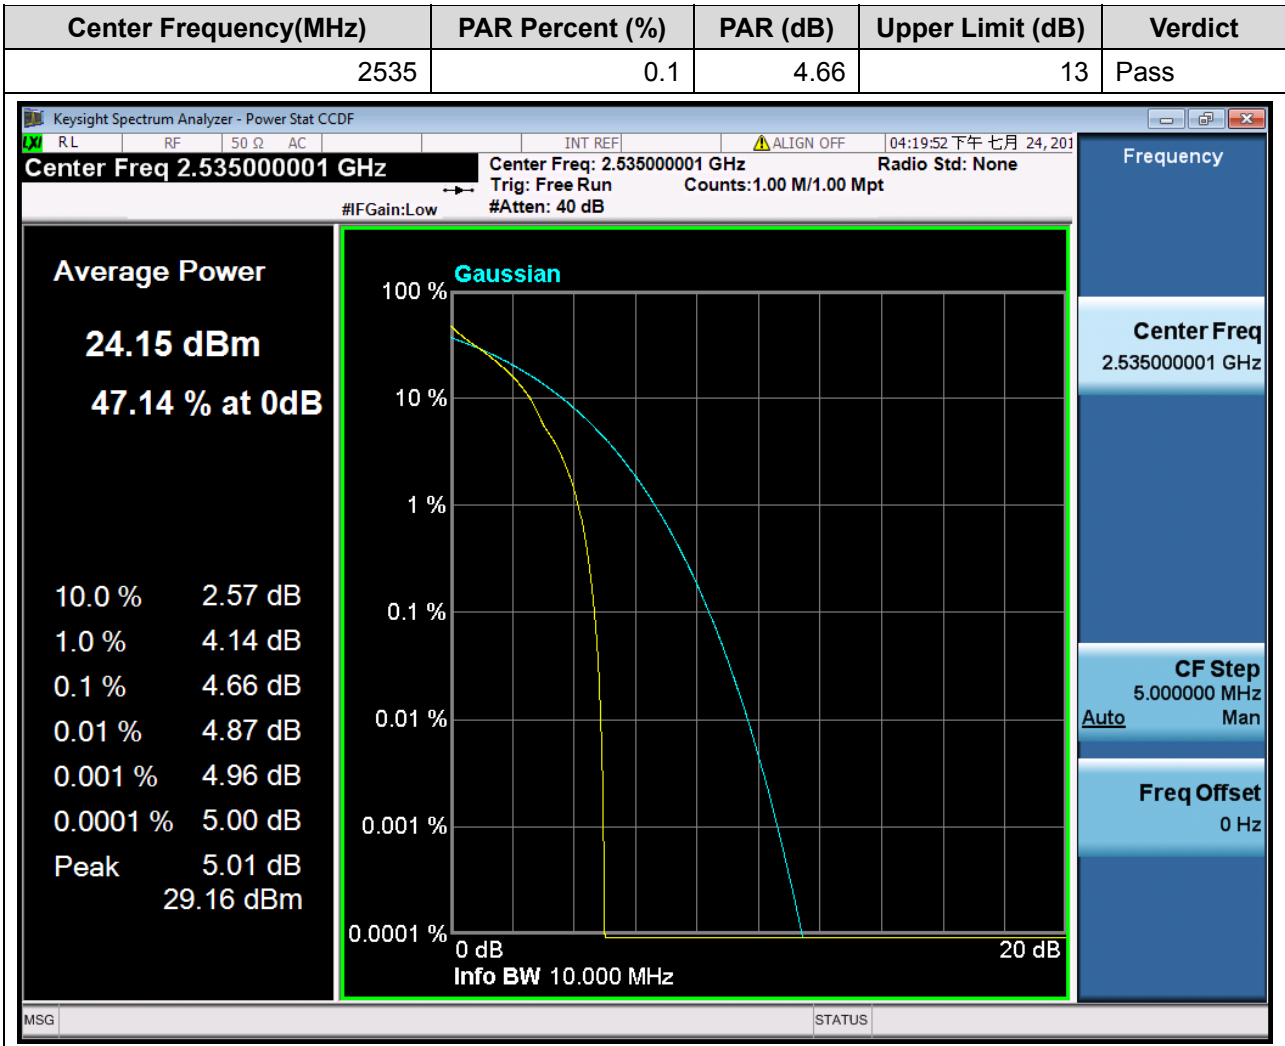 Center Frequency(MHz) PAR Percent (%) PAR (dB) Upper Limit (dB) Verdict
2535 0.1 4.66 13 Pass
Keysight Spectrum Analyzer - Power Stat CCDF
LXI RL RF 50 Ω AC INT REF ALIGN OFF 04:19:52 下午 七月 24, 201
Center Freq 2.535000001 GHz
Center Freq: 2.535000001 GHz Radio Std: None
Trig: Free Run Counts:1.00 M/1.00 Mpt
#IFGain:Low #Atten: 40 dB
Average Power
24.15 dBm
47.14 % at 0dB
10.0 % 2.57 dB
1.0 % 4.14 dB
0.1 % 4.66 dB
0.01 % 4.87 dB
0.001 % 4.96 dB
0.0001 % 5.00 dB
Peak 5.01 dB
29.16 dBm
Gaussian
100 %
10 %
1 %
0.1 %
0.01 %
0.001 %
0.0001 %
0 dB 20 dB
Info BW 10.000 MHz
Frequency
Center Freq
2.535000001 GHz
CF Step
5.000000 MHz
Auto Man
Freq Offset
0 Hz
MSG STATUS